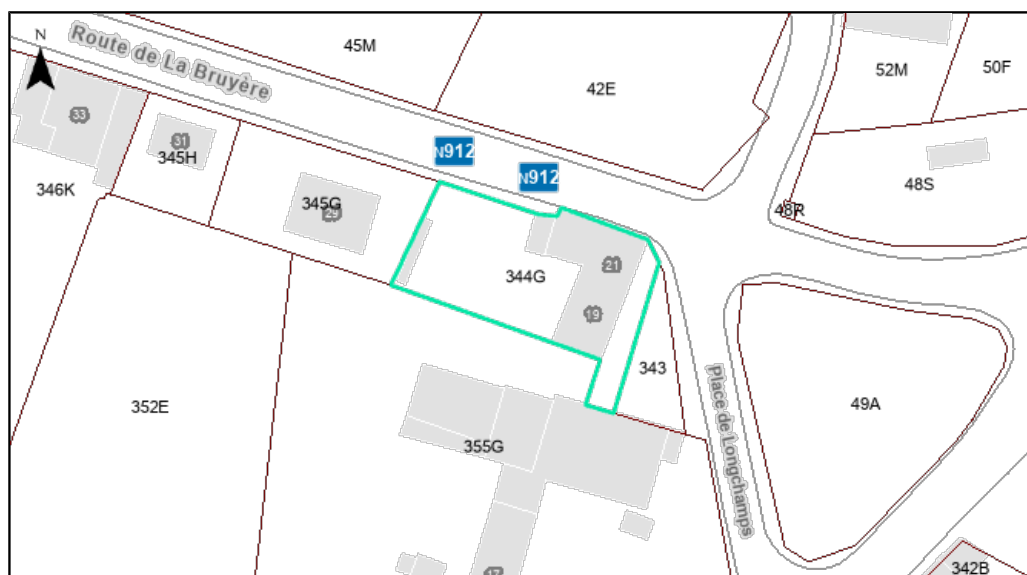 45M
Route de La Bruyère
N
42E
52M
50F
33
31
345H
N912
N912
346K
345G
29
48S
48R
344G
21
19
343
352E
355G
Place de Longchamps
49A
17
342B